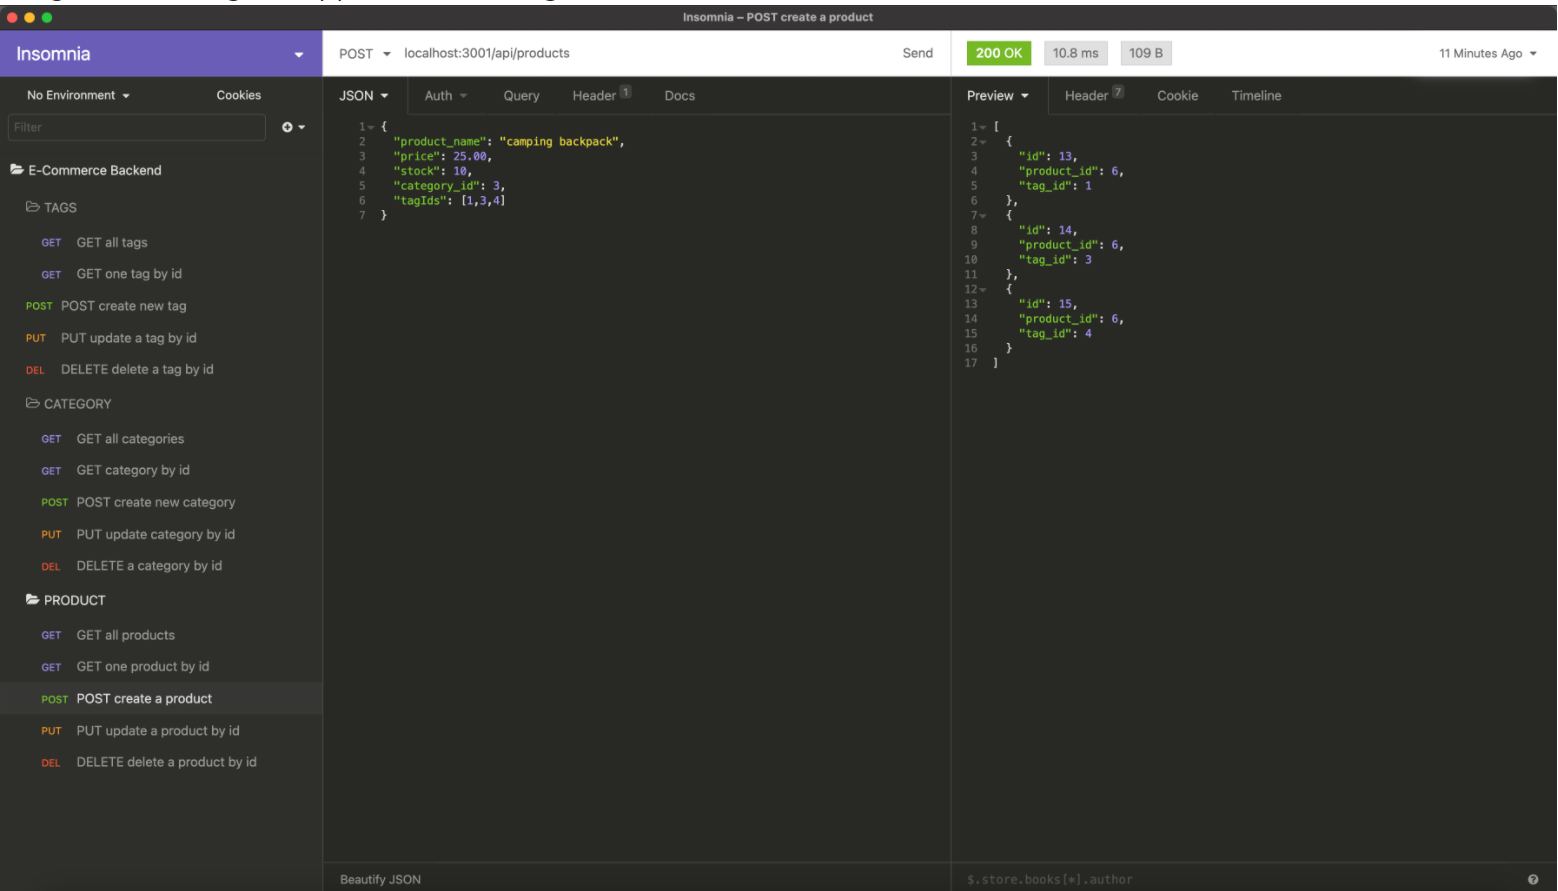 Insomnia – POST create a product
Insomnia
POST localhost:3001/api/products Send
200 OK 10.8 ms 109 B 11 Minutes Ago
No Environment Cookies
Filter
E-Commerce Backend
TAGS
GET GET all tags
GET GET one tag by id
POST POST create new tag
PUT PUT update a tag by id
DEL DELETE delete a tag by id
CATEGORY
GET GET all categories
GET GET category by id
POST POST create new category
PUT PUT update category by id
DEL DELETE a category by id
PRODUCT
GET GET all products
GET GET one product by id
POST POST create a product
PUT PUT update a product by id
DEL DELETE delete a product by id
JSON Auth Query Header 1 Docs
1 {
2 "product_name": "camping backpack",
3 "price": 25.00,
4 "stock": 10,
5 "category_id": 3,
6 "tagIds": [1,3,4]
7 }
Beautify JSON
Preview Header 7 Cookie Timeline
1 [
2 {
3 "id": 13,
4 "product_id": 6,
5 "tag_id": 1
6 },
7 {
8 "id": 14,
9 "product_id": 6,
10 "tag_id": 3
11 },
12 {
13 "id": 15,
14 "product_id": 6,
15 "tag_id": 4
16 }
17 ]
$.store.books[*].author